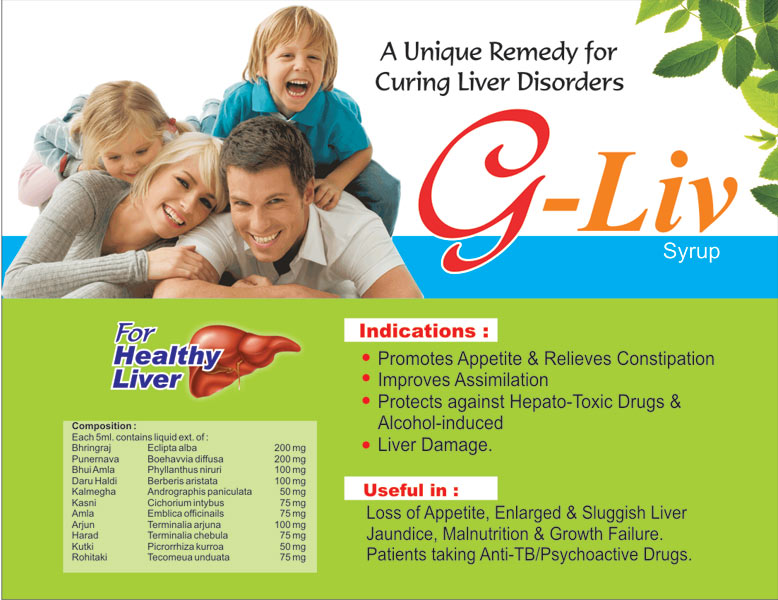 A Unique Remedy for
Curing Liver Disorders
G-Liv
Syrup
For
Healthy
Liver
Composition :
Each 5ml. contains liquid ext. of :
Bhringraj Eclipta alba 200 mg
Punernava Boehavvia diffusa 200 mg
Bhui Amla Phyllanthus niruri 100 mg
Daru Haldi Berberis aristata 100 mg
Kalmegha Andrographis paniculata 50 mg
Kasni Cichorium intybus 75 mg
Amla Emblica officinails 75 mg
Arjun Terminalia arjuna 100 mg
Harad Terminalia chebula 75 mg
Kutki Picrorrhiza kurroa 50 mg
Rohitaki Tecomeua unduata 75 mg
Indications :
• Promotes Appetite & Relieves Constipation
• Improves Assimilation
• Protects against Hepato-Toxic Drugs &
Alcohol-induced
• Liver Damage.
Useful in :
Loss of Appetite, Enlarged & Sluggish Liver
Jaundice, Malnutrition & Growth Failure.
Patients taking Anti-TB/Psychoactive Drugs.